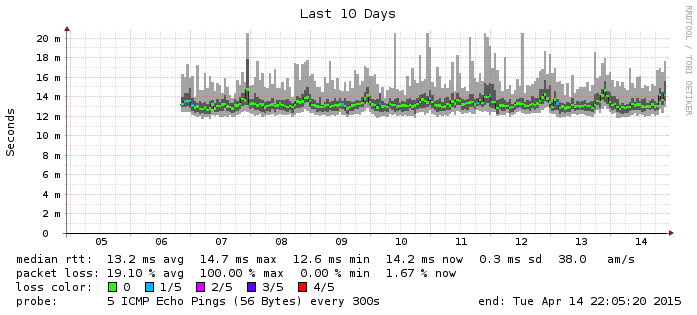 Last 10 Days
RRDTOOL / TOBI OETIKER
Seconds
20 m
18 m
16 m
14 m
12 m
10 m
8 m
6 m
4 m
2 m
0
05 06 07 08 09 10 11 12 13 14
median rtt: 13.2 ms avg 14.7 ms max 12.6 ms min 14.2 ms now 0.3 ms sd 38.0 am/s
packet loss: 19.10 % avg 100.00 % max 0.00 % min 1.67 % now
loss color: 0 1/5 2/5 3/5 4/5
probe: 5 ICMP Echo Pings (56 Bytes) every 300s end: Tue Apr 14 22:05:20 2015